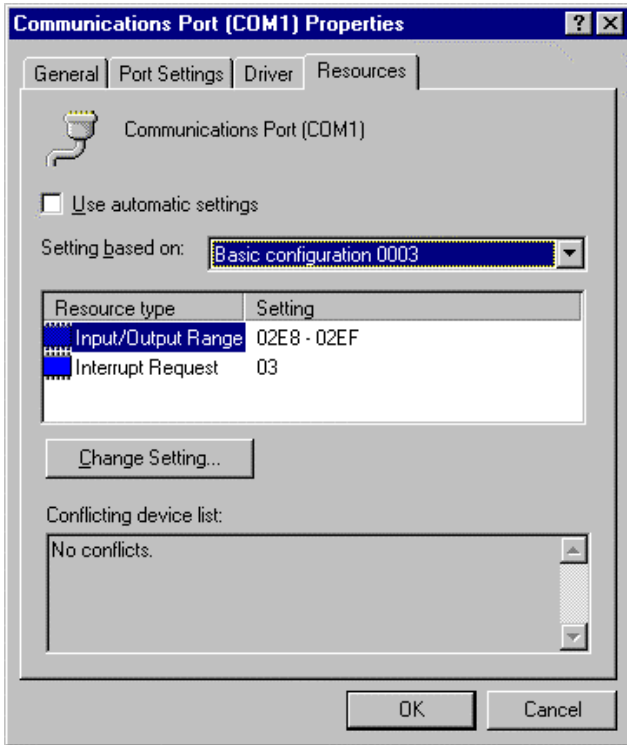 Communications Port (COM1) Properties
General Port Settings Driver Resources
Communications Port (COM1)
Use automatic settings
Setting based on: Basic configuration 0003
Resource type Setting
Input/Output Range 02E8 - 02EF
Interrupt Request 03
Change Setting...
Conflicting device list:
No conflicts.
OK Cancel